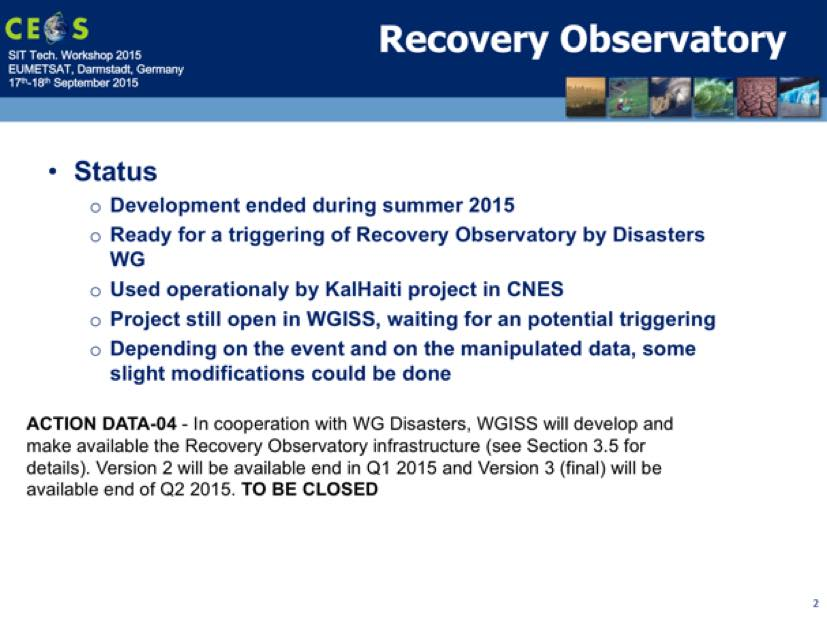 CEOS
Recovery Observatory
SIT Tech. Workshop 2015
EUMETSAT, Darmstadt, Germany
17th-18th September 2015
• Status
o Development ended during summer 2015
o Ready for a triggering of Recovery Observatory by Disasters
WG
o Used operationaly by KalHaiti project in CNES
o Project still open in WGISS, waiting for an potential triggering
o Depending on the event and on the manipulated data, some
slight modifications could be done
ACTION DATA-04 - In cooperation with WG Disasters, WGISS will develop and
make available the Recovery Observatory infrastructure (see Section 3.5 for
details). Version 2 will be available end in Q1 2015 and Version 3 (final) will be
available end of Q2 2015. TO BE CLOSED
2